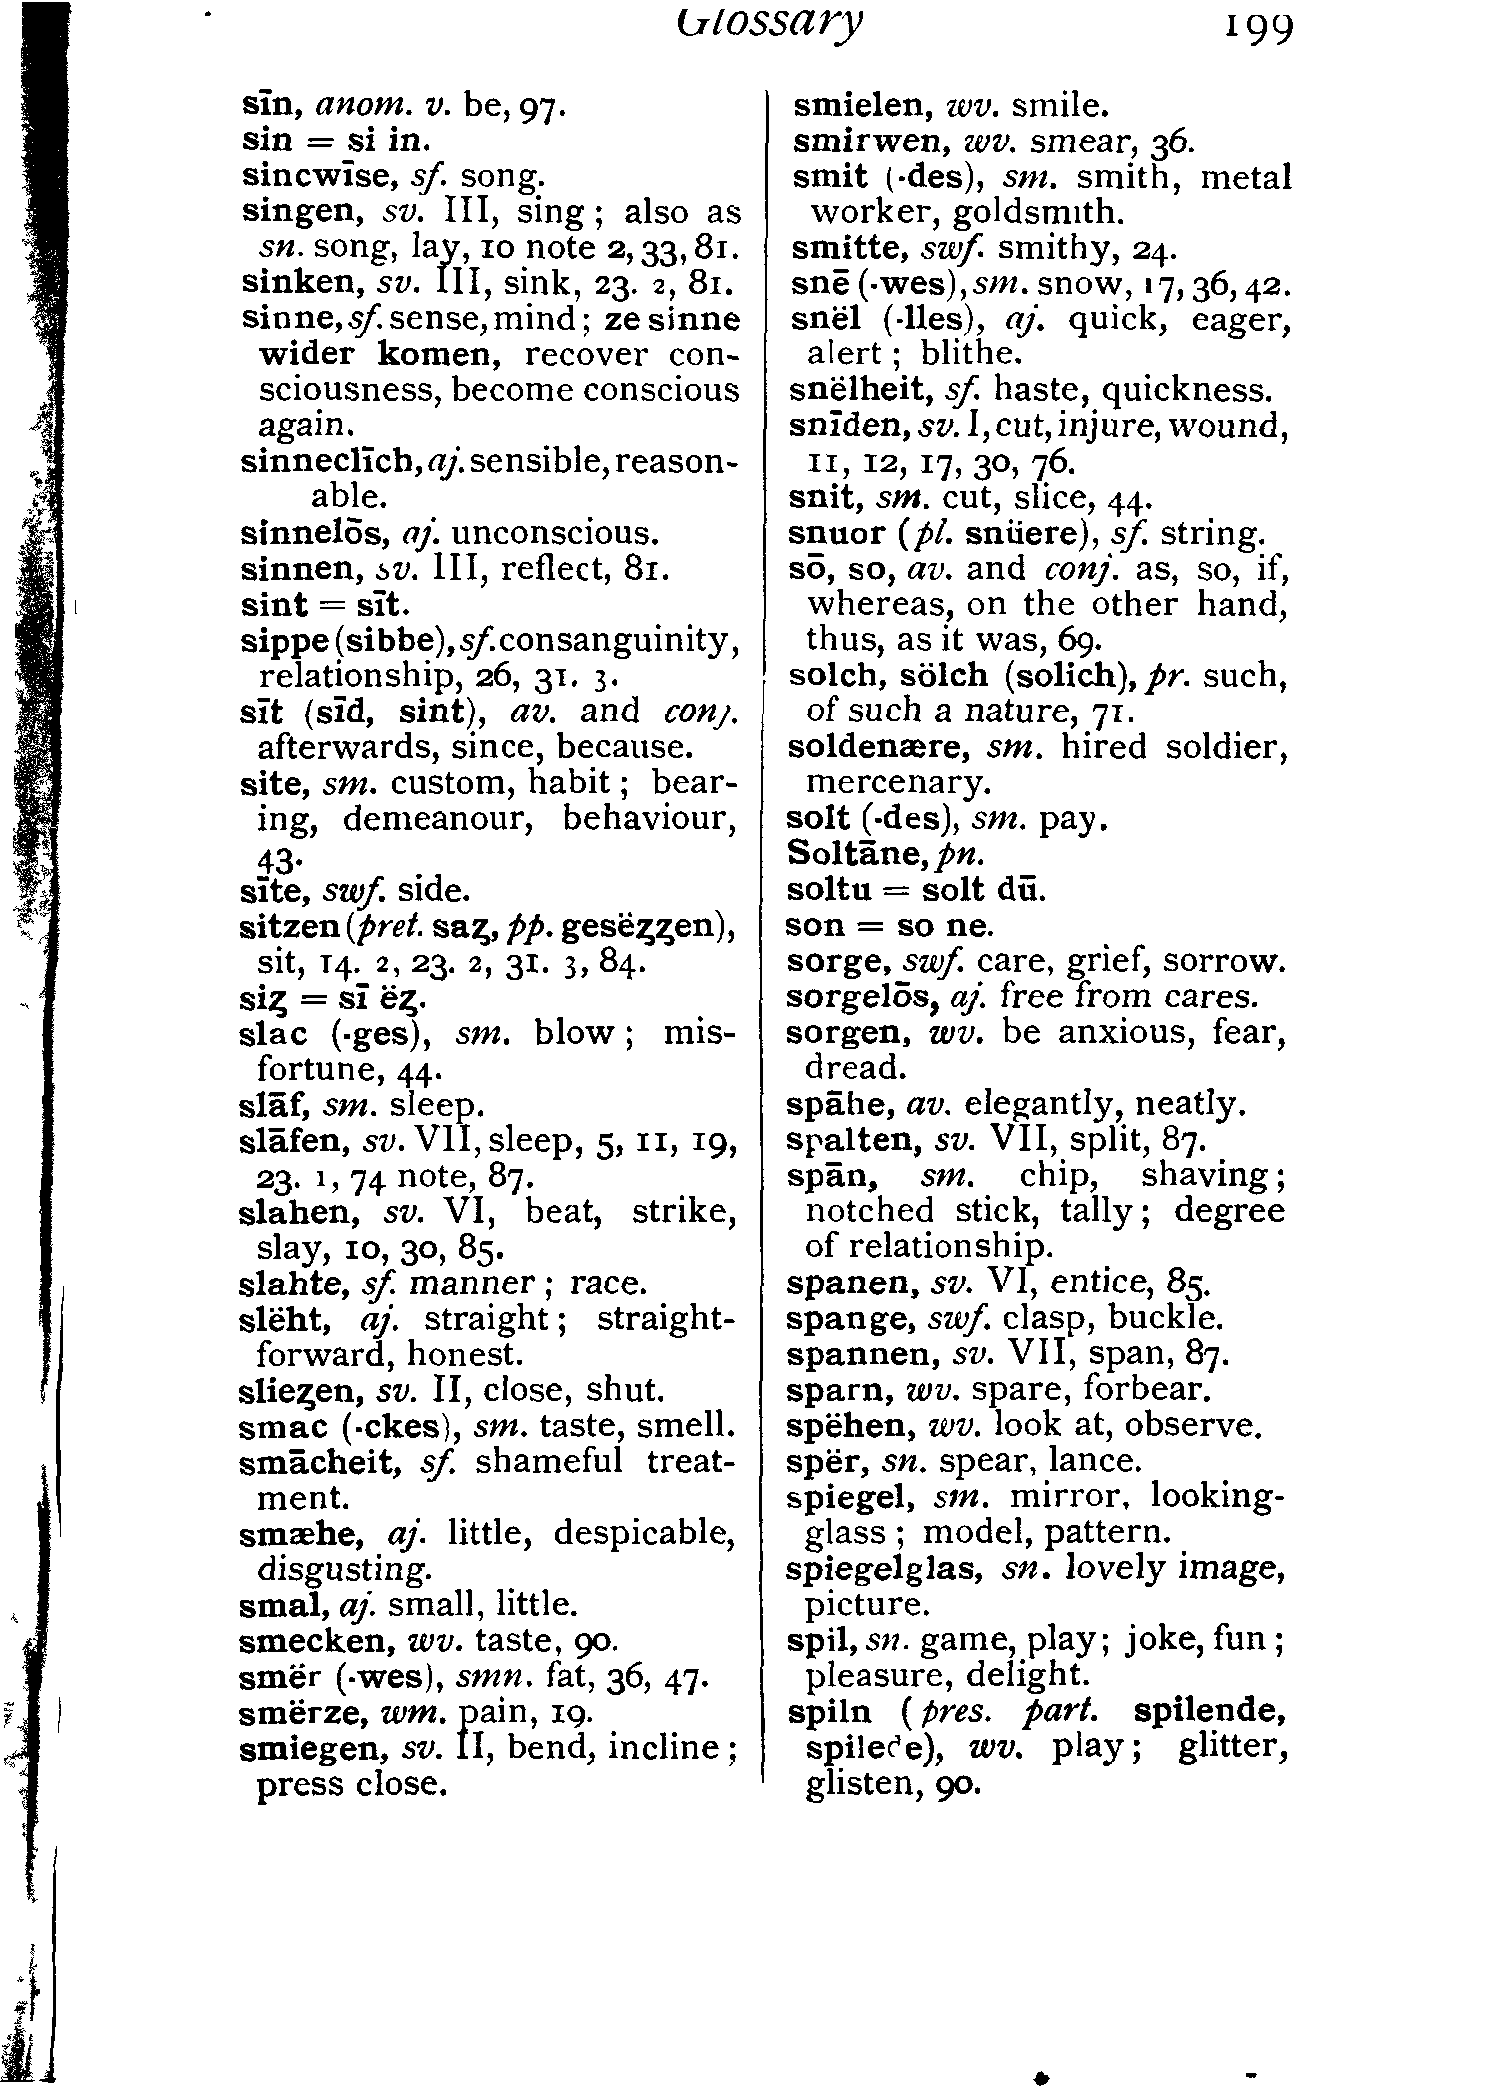 Glossary 199
sīn, anom. v. be, 97.
sin = si in.
sincwīse, sf. song.
singen, sv. III, sing; also as
sn. song, lay, 10 note 2, 33, 81.
sinken, sv. III, sink, 23. 2, 81.
sinne, sf. sense, mind; ze sinne
wider komen, recover con-
sciousness, become conscious
again.
sinneclīch, aj. sensible, reason-
able.
sinnelōs, aj. unconscious.
sinnen, sv. III, reflect, 81.
sint = sīt.
sippe (sibbe), sf. consanguinity,
relationship, 26, 31. 3.
sīt (sīd, sint), av. and conj.
afterwards, since, because.
site, sm. custom, habit; bear-
ing, demeanour, behaviour,
43.
sīte, swf. side.
sitzen (pret. saʒ, pp. gesëʒʒen),
sit, 14. 2, 23. 2, 31. 3, 84.
siʒ = sī ëʒ.
slac (-ges), sm. blow; mis-
fortune, 44.
slāf, sm. sleep.
slāfen, sv. VII, sleep, 5, 11, 19,
23. 1, 74 note, 87.
slahen, sv. VI, beat, strike,
slay, 10, 30, 85.
slahte, sf. manner; race.
slëht, aj. straight; straight-
forward, honest.
slieʒen, sv. II, close, shut.
smac (-ckes), sm. taste, smell.
smācheit, sf. shameful treat-
ment.
smæhe, aj. little, despicable,
disgusting.
smal, aj. small, little.
smecken, wv. taste, 90.
smër (-wes), smn. fat, 36, 47.
smërze, wm. pain, 19.
smiegen, sv. II, bend, incline;
press close.
smielen, wv. smile.
smirwen, wv. smear, 36.
smit (-des), sm. smith, metal
worker, goldsmith.
smitte, swf. smithy, 24.
snē (-wes), sm. snow, 17, 36, 42.
snël (-lles), aj. quick, eager,
alert; blithe.
snëlheit, sf. haste, quickness.
snīden, sv. I, cut, injure, wound,
11, 12, 17, 30, 76.
snit, sm. cut, slice, 44.
snuor (pl. snüere), sf. string.
sō, so, av. and conj. as, so, if,
whereas, on the other hand,
thus, as it was, 69.
solch, sölch (solich), pr. such,
of such a nature, 71.
soldenære, sm. hired soldier,
mercenary.
solt (-des), sm. pay.
Soltāne, pn.
soltu = solt dū.
son = so ne.
sorge, swf. care, grief, sorrow.
sorgelōs, aj. free from cares.
sorgen, wv. be anxious, fear,
dread.
spāhe, av. elegantly, neatly.
spalten, sv. VII, split, 87.
spān, sm. chip, shaving;
notched stick, tally; degree
of relationship.
spanen, sv. VI, entice, 85.
spange, swf. clasp, buckle.
spannen, sv. VII, span, 87.
sparn, wv. spare, forbear.
spëhen, wv. look at, observe.
spër, sn. spear, lance.
spiegel, sm. mirror, looking-
glass; model, pattern.
spiegelglas, sn. lovely image,
picture.
spil, sn. game, play; joke, fun;
pleasure, delight.
spiln (pres. part. spilende,
spilede), wv. play; glitter,
glisten, 90.